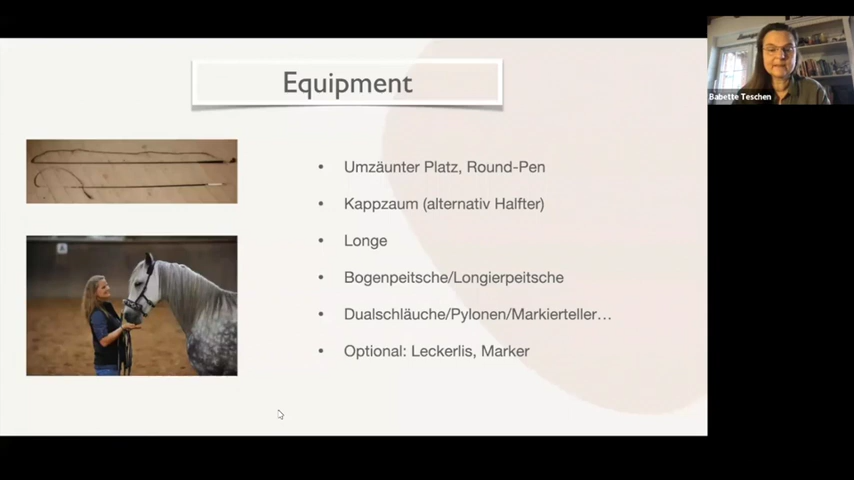 Equipment
Umzäunter Platz, Round-Pen
Kappzaum (alternativ Halfter)
Longe
Bogenpeitsche/Longierpeitsche
Dualschläuche/Pylonen/Markierteller…
Optional: Leckerlis, Marker
Babette Teschen
A